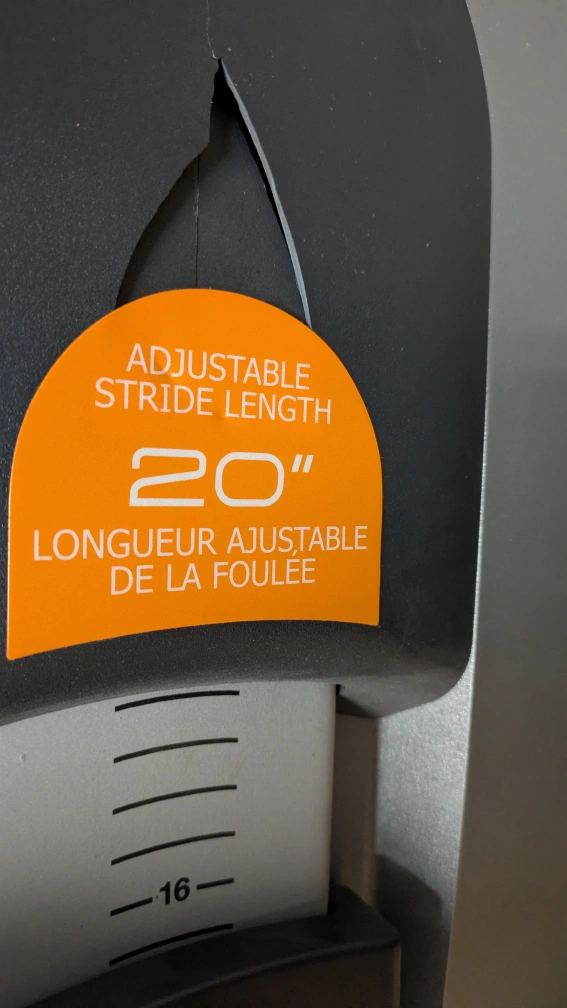 ADJUSTABLE
STRIDE LENGTH
20"
LONGUEUR AJUSTABLE
DE LA FOULÉE
16